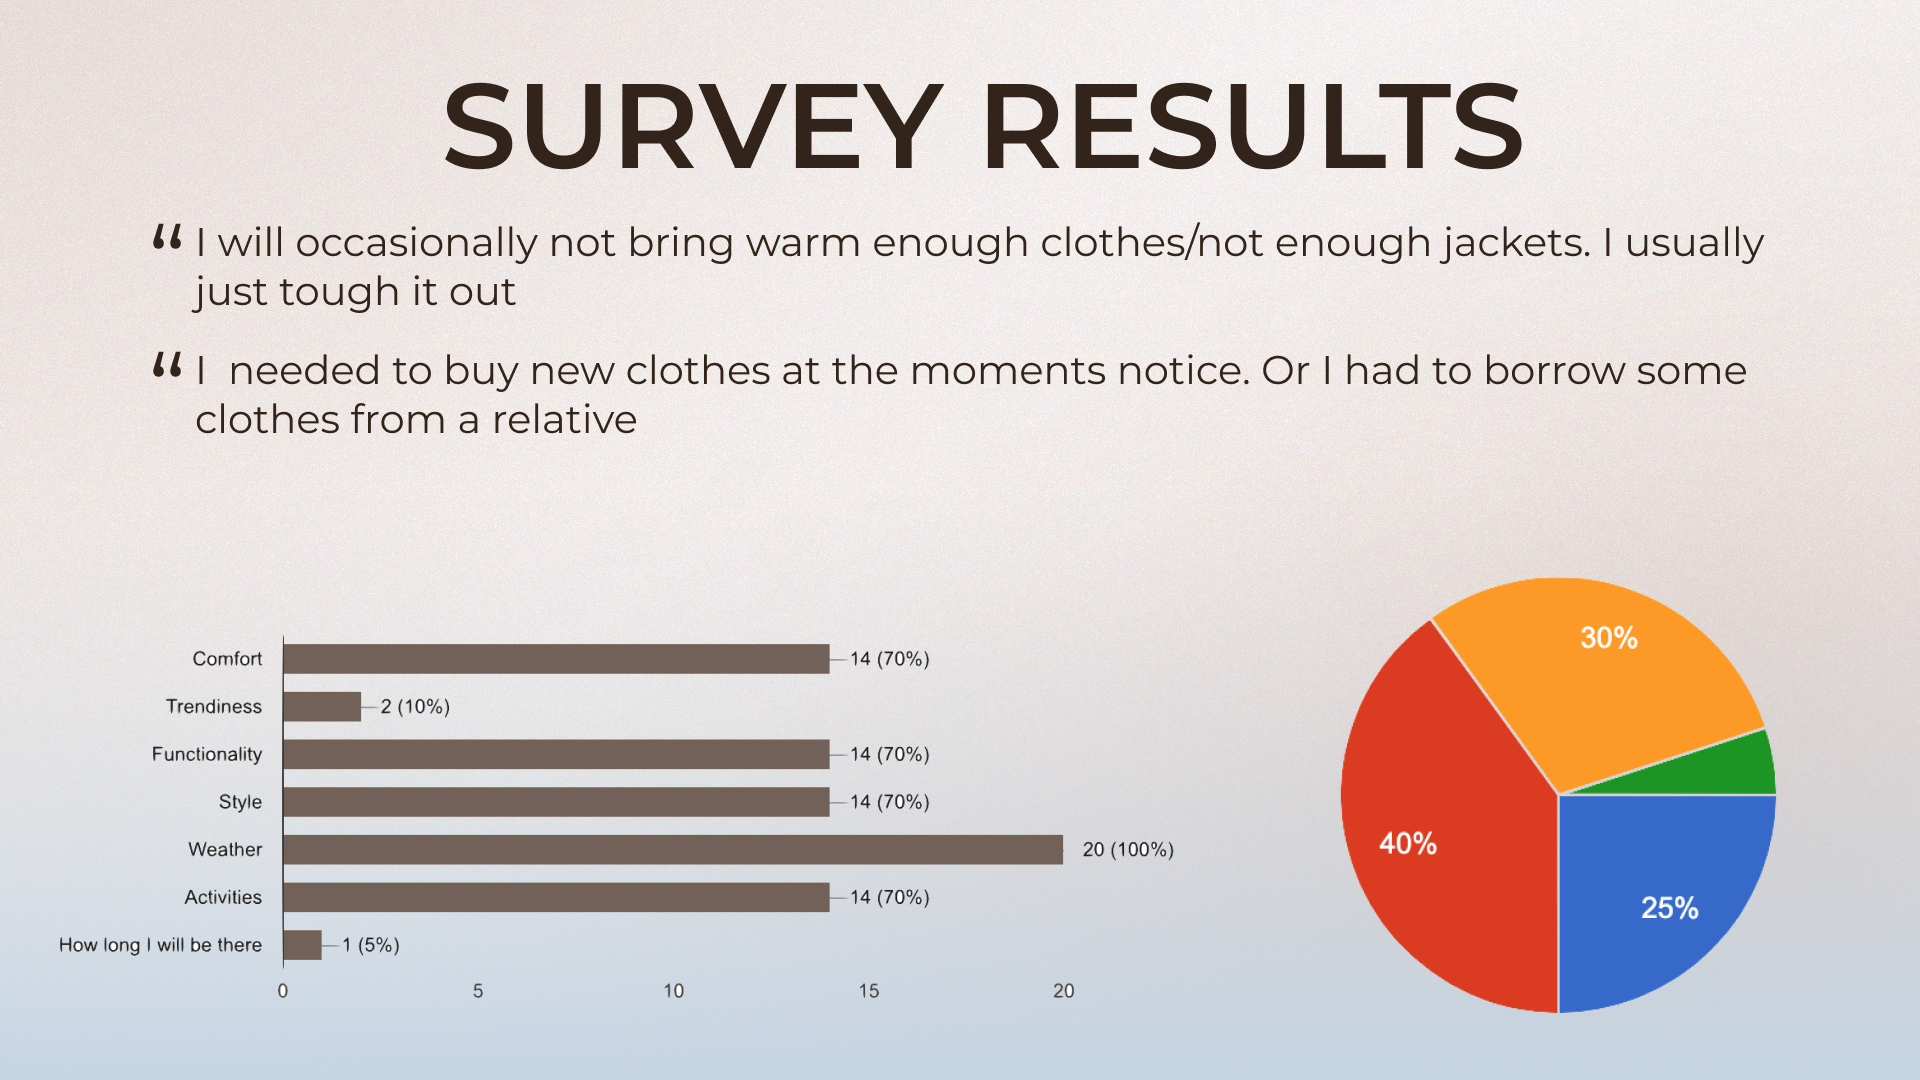 SURVEY RESULTS
“ I will occasionally not bring warm enough clothes/not enough jackets. I usually
just tough it out
“ I  needed to buy new clothes at the moments notice. Or I had to borrow some
clothes from a relative
Comfort 14 (70%)
Trendiness 2 (10%)
Functionality 14 (70%)
Style 14 (70%)
Weather 20 (100%)
Activities 14 (70%)
How long I will be there 1 (5%)
0 5 10 15 20
30%
40%
25%